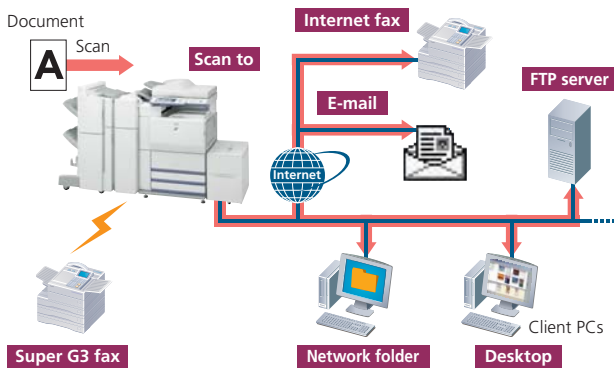 Document
A
Scan
Scan to
Internet fax
E-mail
FTP server
Internet
Super G3 fax
Network folder
Desktop
Client PCs